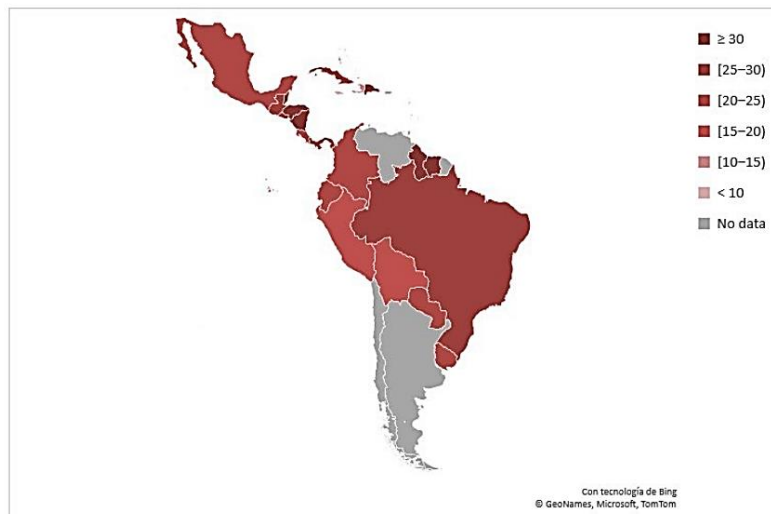 ≥ 30
[25–30)
[20–25)
[15–20)
[10–15)
< 10
No data
Con tecnología de Bing
© GeoNames, Microsoft, TomTom